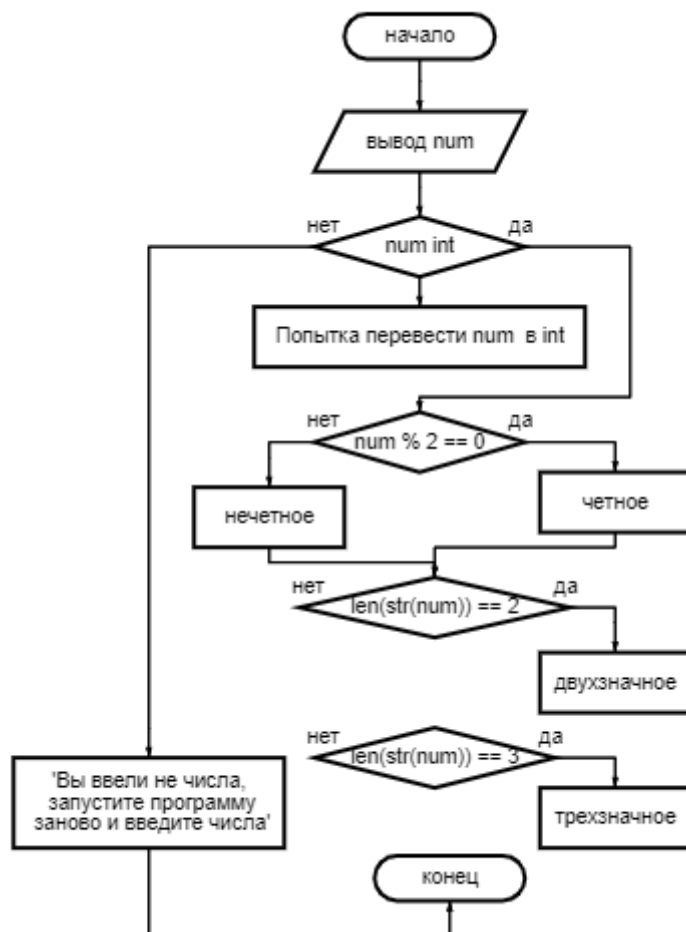 начало
вывод num
нет
да
num int
Попытка перевести num в int
нет
да
num % 2 == 0
нечетное
четное
нет
да
len(str(num)) == 2
двухзначное
нет
да
len(str(num)) == 3
'Вы ввели не числа,
запустите программу
заново и введите числа'
трехзначное
конец